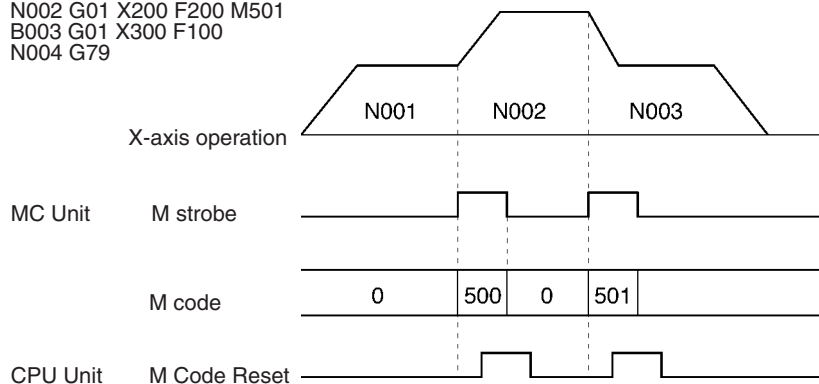 N002 G01 X200 F200 M501
B003 G01 X300 F100
N004 G79
N001 N002 N003
X-axis operation
MC Unit M strobe
M code 0 500 0 501
CPU Unit M Code Reset